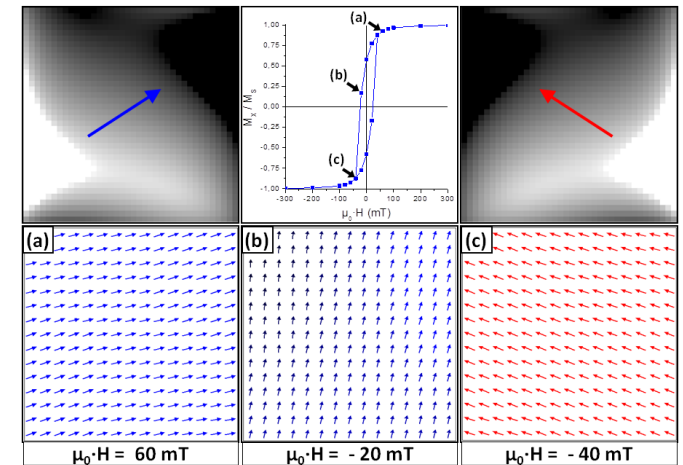 1,00
0,75
0,50
0,25
0,00
-0,25
-0,50
-0,75
-1,00
Mx / Ms
-300 -200 -100 0 100 200 300
μ0·H (mT)
(a)
(b)
(c)
(a)
(b)
(c)
μ0·H = 60 mT
μ0·H = - 20 mT
μ0·H = - 40 mT